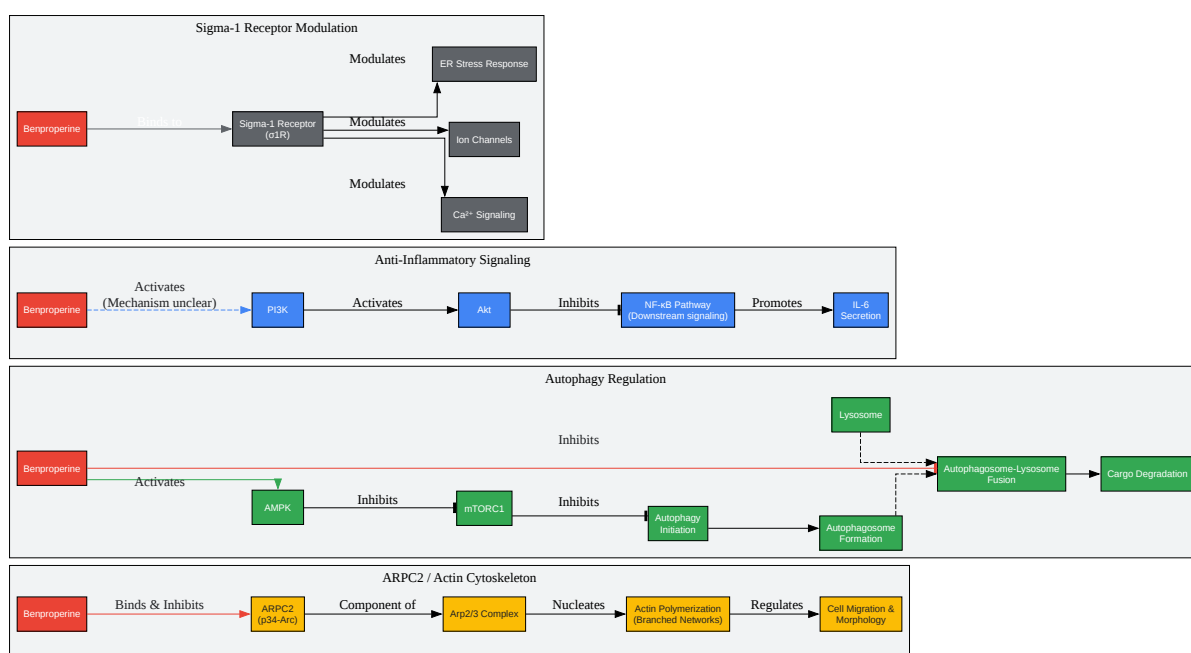 Sigma-1 Receptor Modulation
Modulates
ER Stress Response
Benproperine
Binds to
Sigma-1 Receptor
(σ1R)
Modulates
Ion Channels
Modulates
Ca²⁺ Signaling
Anti-Inflammatory Signaling
Benproperine
Activates
(Mechanism unclear)
PI3K
Activates
Akt
Inhibits
NF-κB Pathway
(Downstream signaling)
Promotes
IL-6
Secretion
Autophagy Regulation
Lysosome
Inhibits
Benproperine
Activates
AMPK
Inhibits
mTORC1
Inhibits
Autophagy
Initiation
Autophagosome
Formation
Autophagosome-Lysosome
Fusion
Cargo Degradation
ARPC2 / Actin Cytoskeleton
Benproperine
Binds & Inhibits
ARPC2
(p34-Arc)
Component of
Arp2/3 Complex
Nucleates
Actin Polymerization
(Branched Networks)
Regulates
Cell Migration &
Morphology